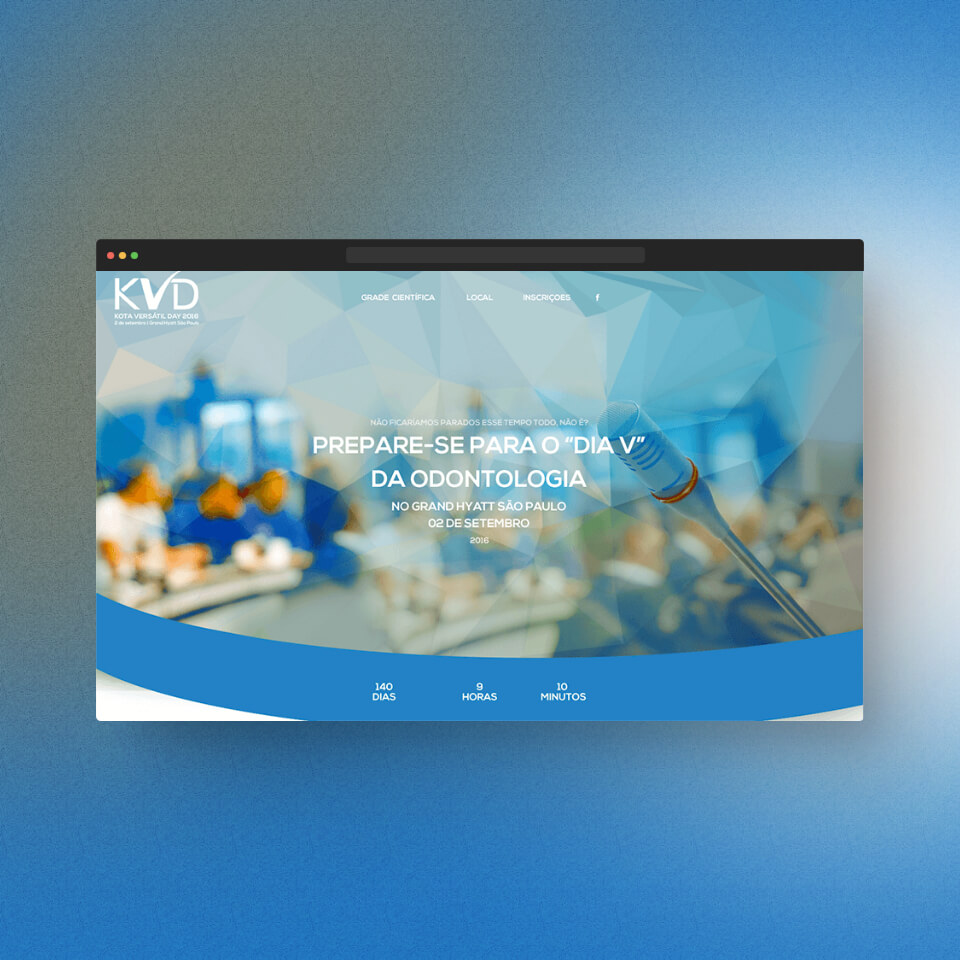 KVD
KOTA VERSÁTIL DAY 2016
2 de setembro | Grand Hyatt São Paulo
GRADE CIENTÍFICA
LOCAL
INSCRIÇÕES
f
NÃO FICARÍAMOS PARADOS ESSE TEMPO TODO, NÃO É?
PREPARE-SE PARA O “DIA V”
DA ODONTOLOGIA
NO GRAND HYATT SÃO PAULO
02 DE SETEMBRO
2016
140
DIAS
9
HORAS
10
MINUTOS